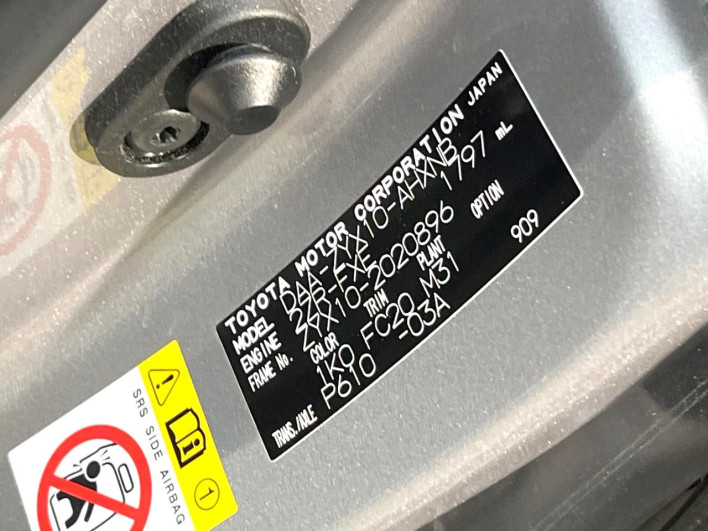 TOYOTA MOTOR CORPORATION JAPAN
MODEL DAA-ZYX10-AHXNB
ENGINE 2ZR-FXE 1797 mL
FRAME No. ZYX10-2020896
COLOR TRIM PLANT OPTION
1K0 FC20 M31 909
TRANS./AXLE P610 -03A
SRS SIDE AIRBAG
1